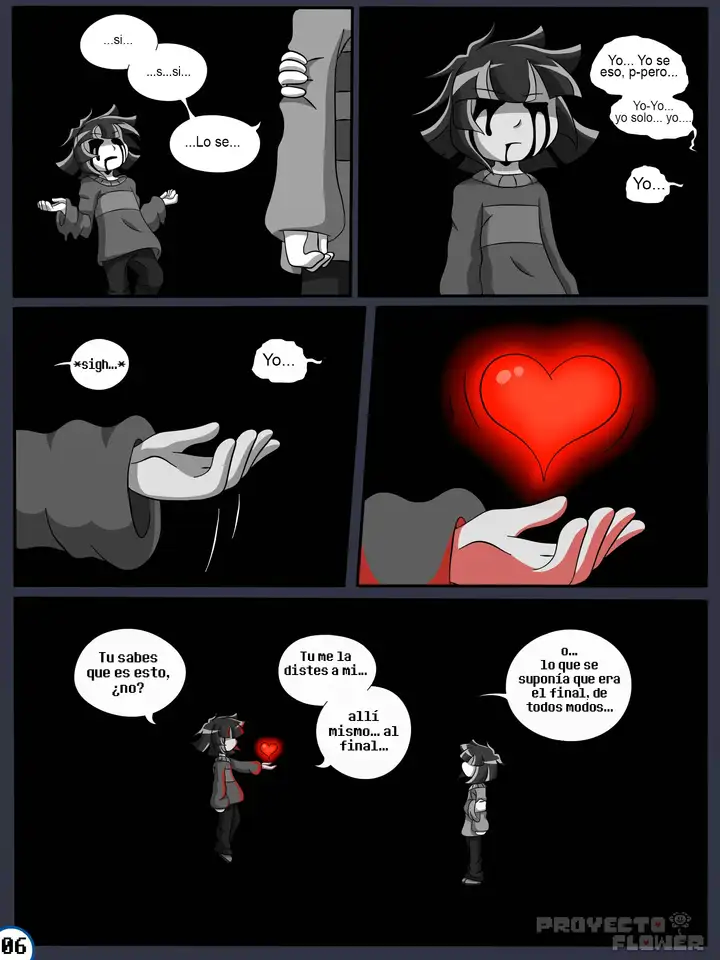 ...si...
...s...si...
...Lo se...
Yo... Yo se
eso, p-pero...
Yo-Yo...
yo solo... yo....
Yo...
*sigh...*
Yo...
Tu sabes
que es esto,
¿no?
Tu me la
distes a mi...
allí
mismo... al
final...
o...
lo que se
suponía que era
el final, de
todos modos...
06
PROYECTO
FLOWER